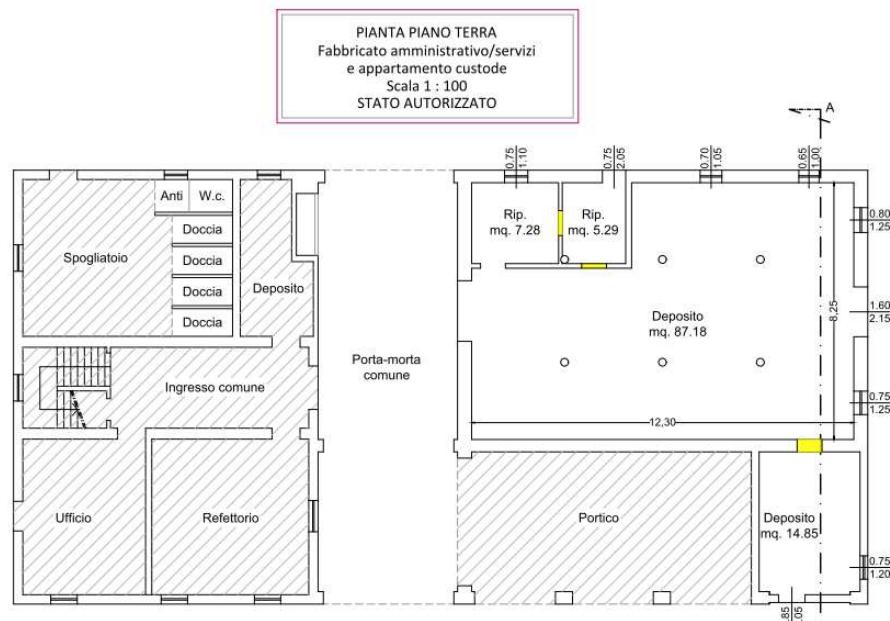 PIANTA PIANO TERRA
Fabbricato amministrativo/servizi
e appartamento custode
Scala 1 : 100
STATO AUTORIZZATO
A
0.75
1.10
0.75
2.05
0.70
1.05
0.65
1.00
Anti
W.c.
Rip.
mq. 7.28
Rip.
mq. 5.29
0.80
1.25
Doccia
Spogliatoio
Doccia
Doccia
Doccia
Deposito
Deposito
mq. 87.18
8,25
1.60
2.15
Porta-morta
comune
Ingresso comune
0.75
1.25
12,30
Ufficio
Refettorio
Portico
Deposito
mq. 14.85
0.75
1.20